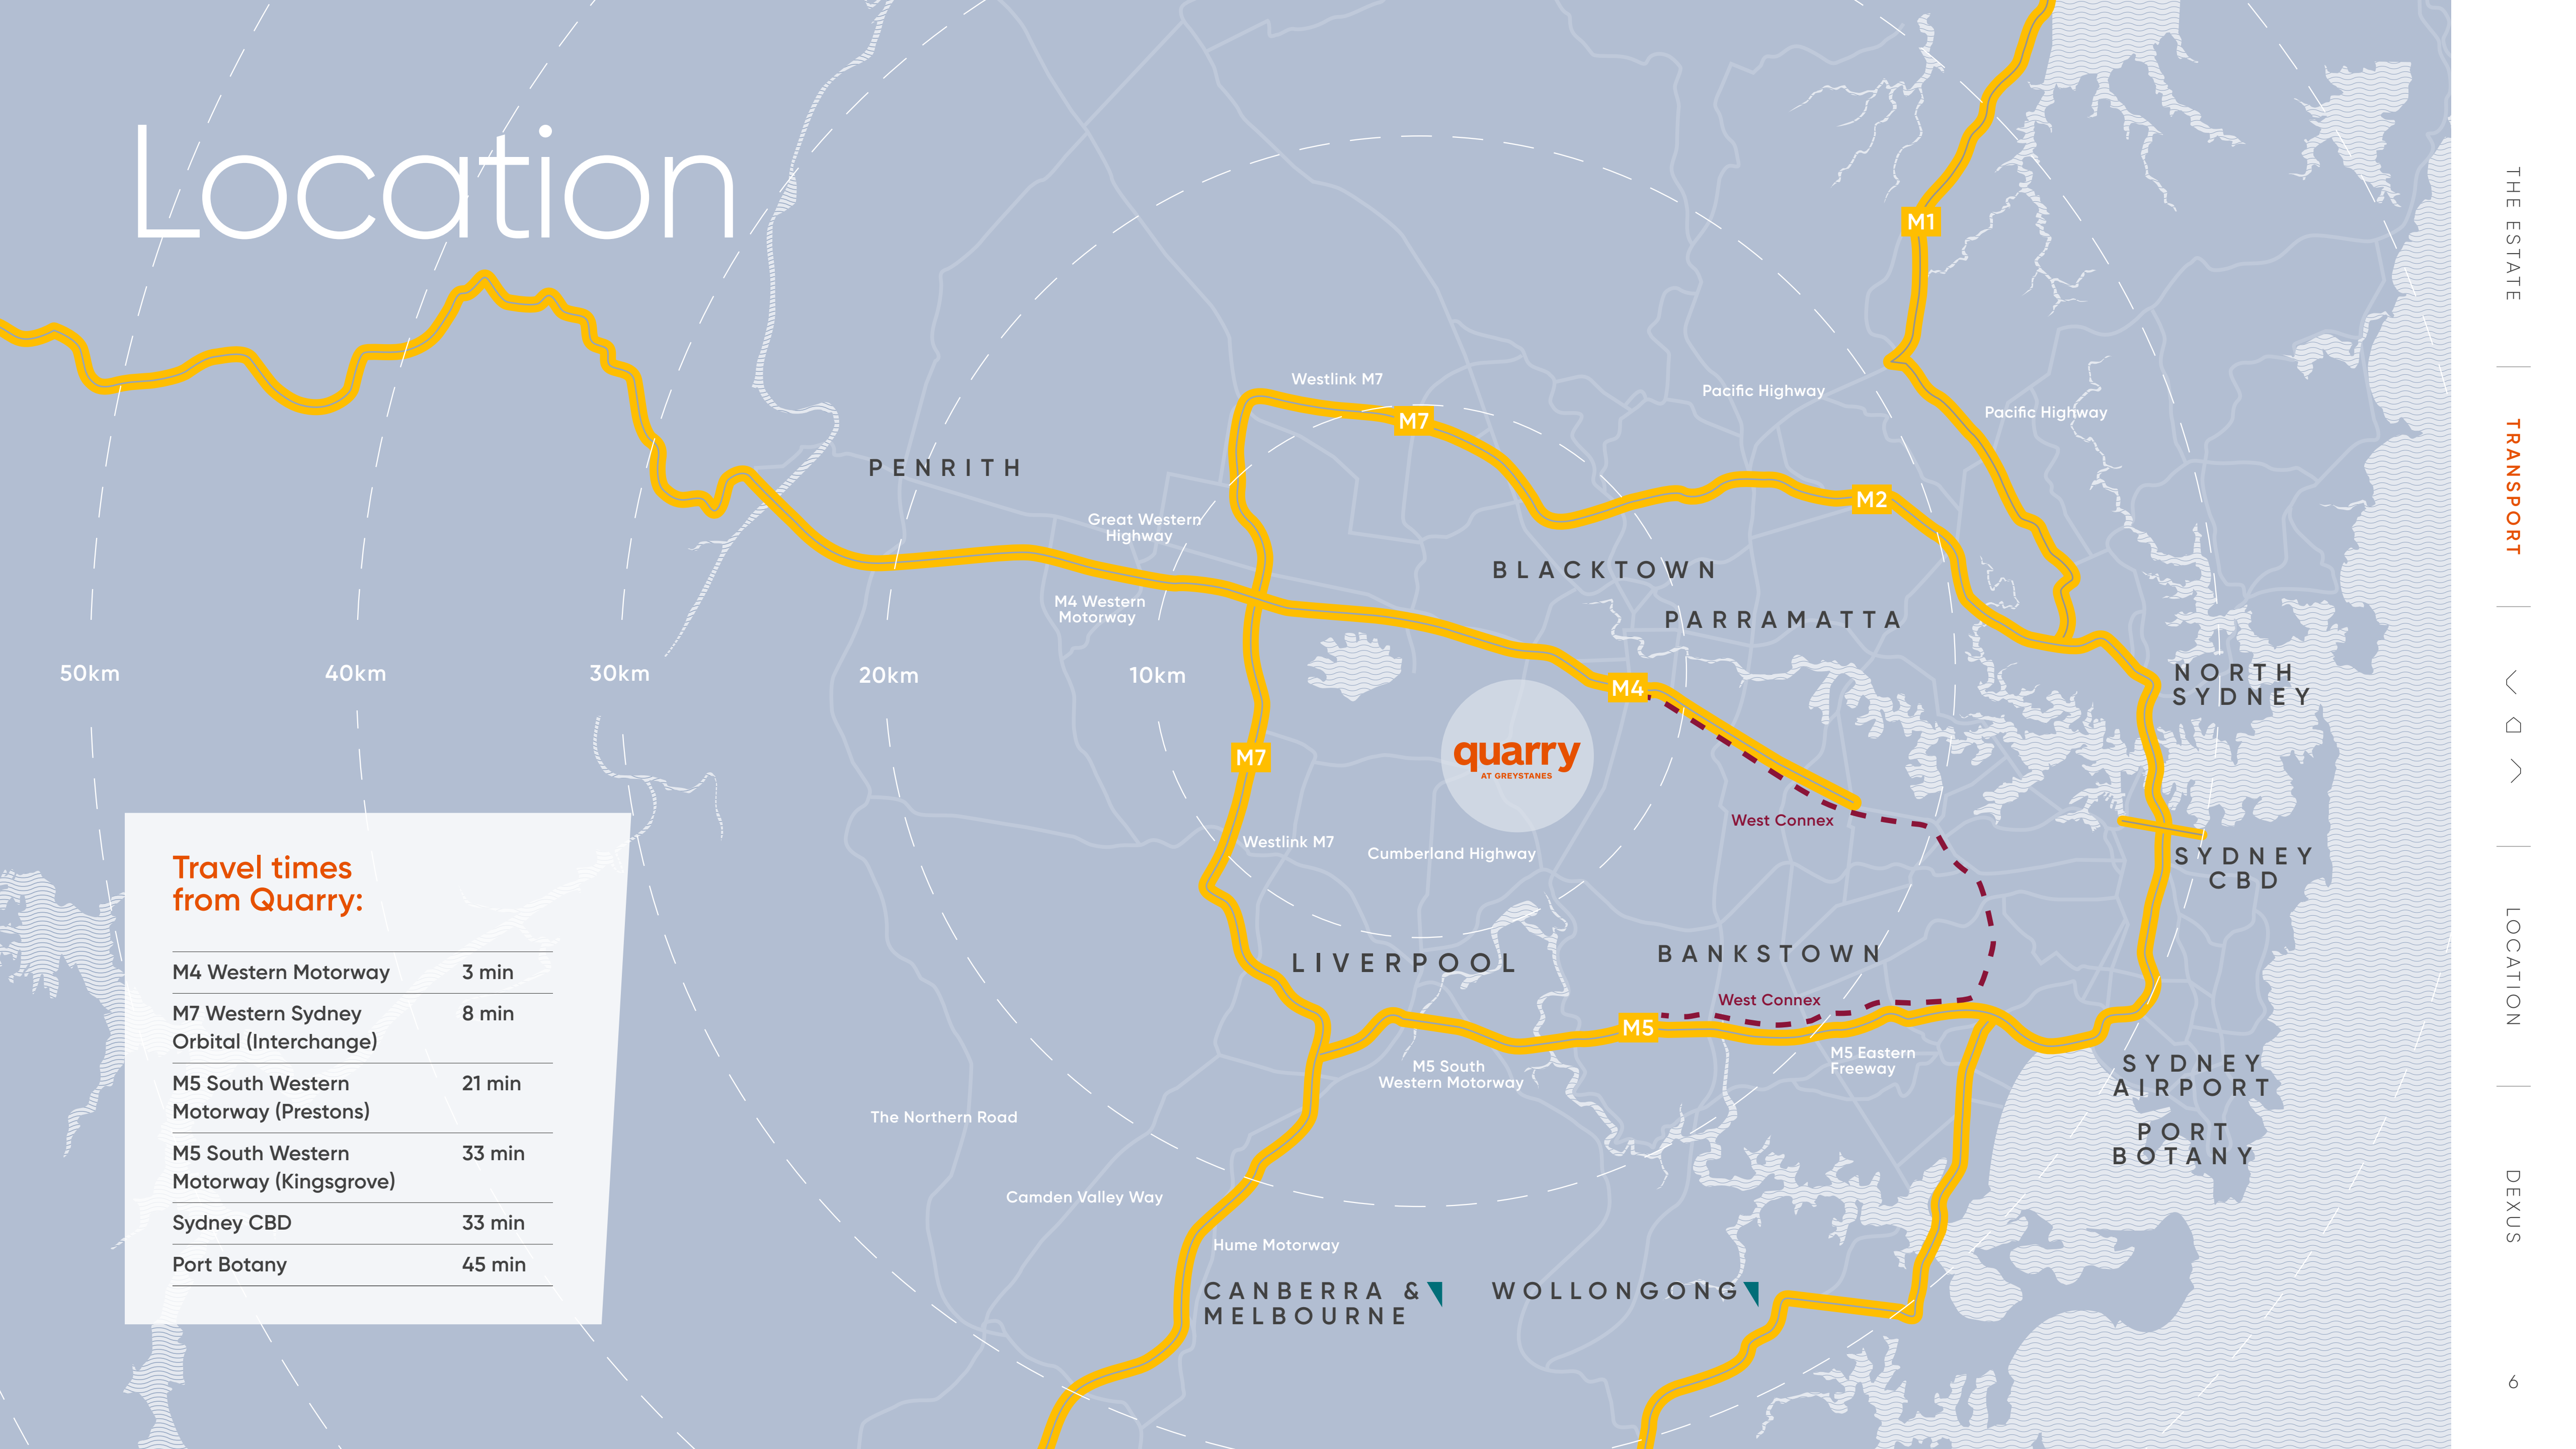 Location
M1
Westlink M7
M7
Pacific Highway
Pacific Highway
PENRITH
M2
Great Western
Highway
BLACKTOWN
M4 Western
Motorway
PARRAMATTA
50km
40km
30km
20km
10km
M4
NORTH
SYDNEY
quarry
AT GREYSTANES
M7
West Connex
Westlink M7
Cumberland Highway
SYDNEY
CBD
LIVERPOOL
BANKSTOWN
West Connex
M5
M5 South
Western Motorway
M5 Eastern
Freeway
SYDNEY
AIRPORT
PORT
BOTANY
The Northern Road
Camden Valley Way
Hume Motorway
CANBERRA &
MELBOURNE
WOLLONGONG
Travel times
from Quarry:
M4 Western Motorway 3 min
M7 Western Sydney 8 min
Orbital (Interchange)
M5 South Western 21 min
Motorway (Prestons)
M5 South Western 33 min
Motorway (Kingsgrove)
Sydney CBD 33 min
Port Botany 45 min
THE ESTATE
TRANSPORT
LOCATION
DEXUS
6